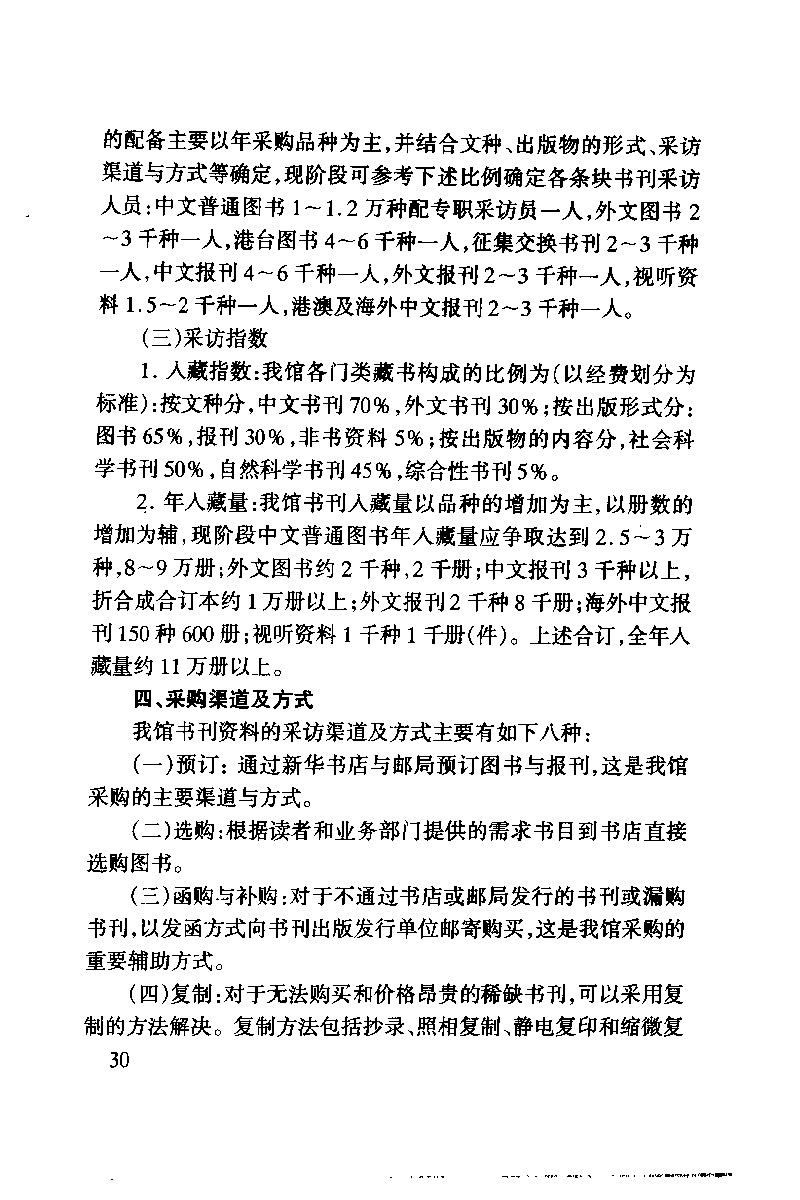 的配备主要以年采购品种为主,并结合文种、出版物的形式、采访
渠道与方式等确定,现阶段可参考下述比例确定各条块书刊采访
人员:中文普通图书1~1.2万种配专职采访员一人,外文图书2
~3千种一人,港台图书4~6千种一人,征集交换书刊2~3千种
一人,中文报刊4~6千种一人,外文报刊2~3千种一人,视听资
料1.5~2千种一人,港澳及海外中文报刊2~3千种一人。
(三)采访指数
1. 入藏指数:我馆各门类藏书构成的比例为(以经费划分为
标准):按文种分,中文书刊70%,外文书刊30%;按出版形式分:
图书65%,报刊30%,非书资料5%;按出版物的内容分,社会科
学书刊50%,自然科学书刊45%,综合性书刊5%。
2. 年入藏量:我馆书刊入藏量以品种的增加为主,以册数的
增加为辅,现阶段中文普通图书年入藏量应争取达到2.5~3万
种,8~9万册;外文图书约2千种,2千册;中文报刊3千种以上,
折合成合订本约1万册以上;外文报刊2千种8千册;海外中文报
刊150种600册;视听资料1千种1千册(件)。上述合订,全年入
藏量约11万册以上。
四、采购渠道及方式
我馆书刊资料的采访渠道及方式主要有如下八种:
(一)预订:通过新华书店与邮局预订图书与报刊,这是我馆
采购的主要渠道与方式。
(二)选购:根据读者和业务部门提供的需求书目到书店直接
选购图书。
(三)函购与补购:对于不通过书店或邮局发行的书刊或漏购
书刊,以发函方式向书刊出版发行单位邮寄购买,这是我馆采购的
重要辅助方式。
(四)复制:对于无法购买和价格昂贵的稀缺书刊,可以采用复
制的方法解决。复制方法包括抄录、照相复制、静电复印和缩微复
30